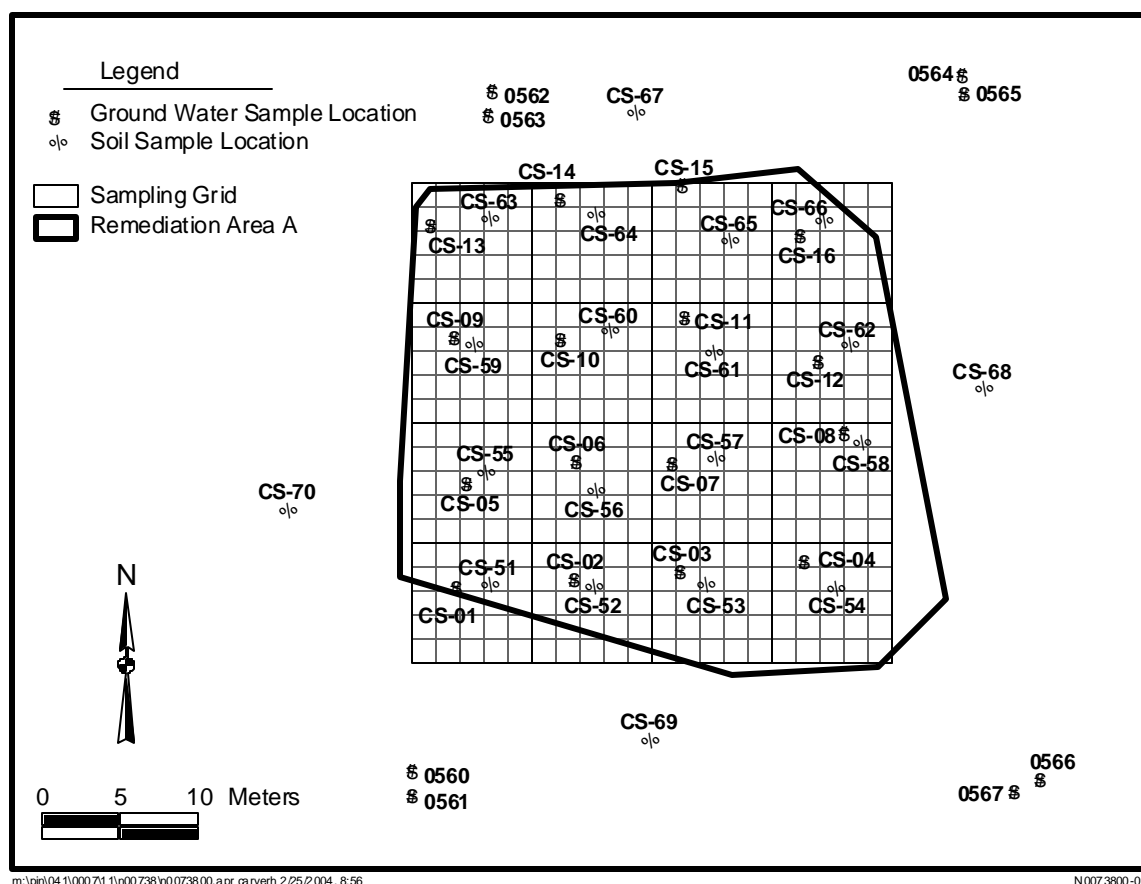 Legend
Ground Water Sample Location
Soil Sample Location
Sampling Grid
Remediation Area A
0562
0563
CS-67
0564
0565
CS-14
CS-15
CS-63
CS-66
CS-13
CS-64
CS-65
CS-16
CS-09
CS-60
CS-11
CS-62
CS-59
CS-10
CS-61
CS-12
CS-68
CS-55
CS-06
CS-57
CS-08
CS-58
CS-70
CS-05
CS-56
CS-07
CS-51
CS-02
CS-03
CS-04
CS-01
CS-52
CS-53
CS-54
N
CS-69
0560
0561
0566
0567
0 5 10 Meters
m:\pin\041\0007\11\n00738\n0073800.apr carverh 2/25/2004, 8:56
N0073800-0